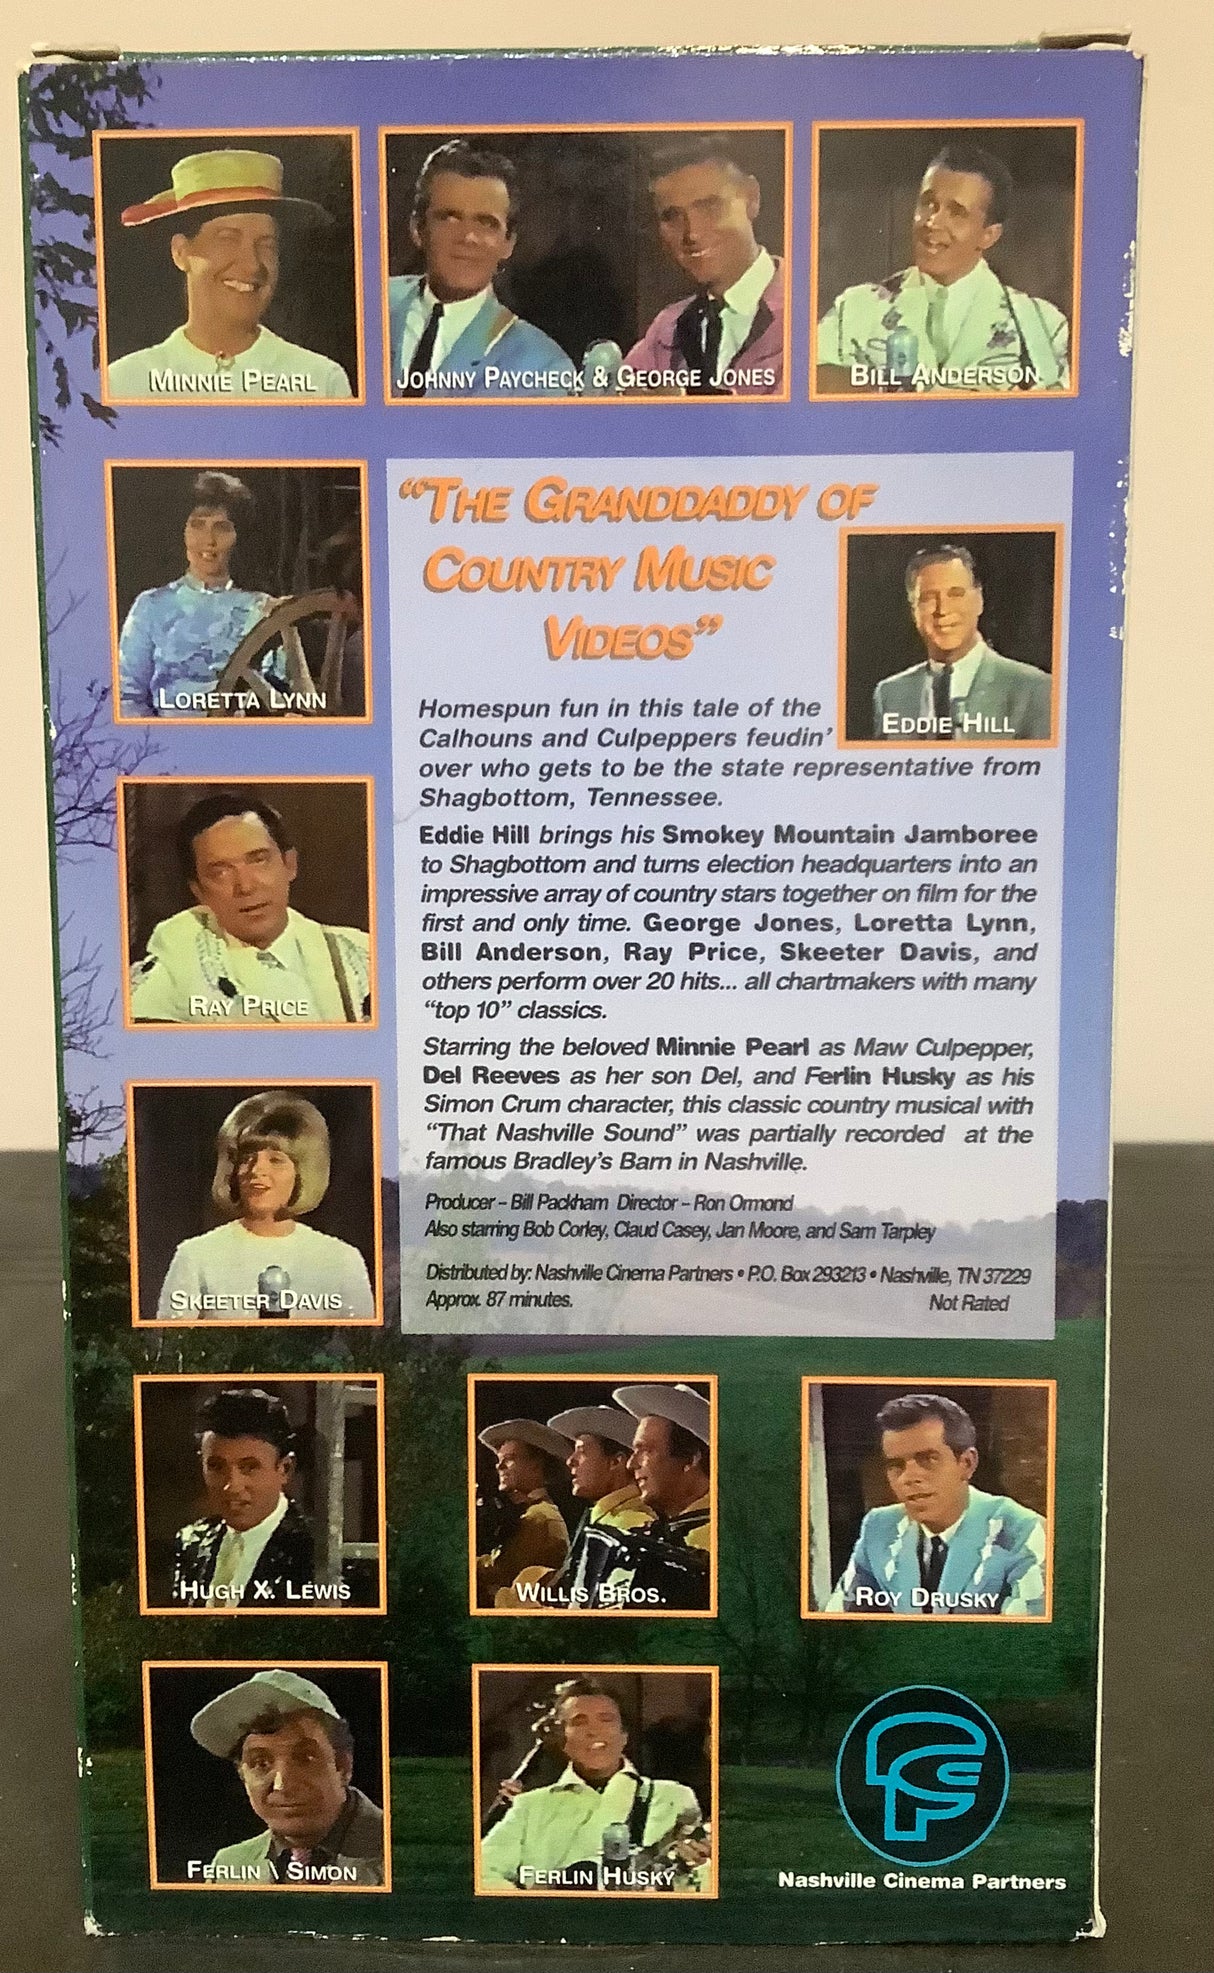 MINNIE PEARL
JOHNNY PAYCHECK & GEORGE JONES
BILL ANDERSON
LORETTA LYNN
"THE GRANDDADDY OF
COUNTRY MUSIC
VIDEOS"
EDDIE HILL
Homespun fun in this tale of the
Calhouns and Culpeppers feudin'
over who gets to be the state representative from
Shagbottom, Tennessee.
Eddie Hill brings his Smokey Mountain Jamboree
to Shagbottom and turns election headquarters into an
impressive array of country stars together on film for the
first and only time. George Jones, Loretta Lynn,
Bill Anderson, Ray Price, Skeeter Davis, and
others perform over 20 hits... all chartmakers with many
"top 10" classics.
Starring the beloved Minnie Pearl as Maw Culpepper,
Del Reeves as her son Del, and Ferlin Husky as his
Simon Crum character, this classic country musical with
"That Nashville Sound" was partially recorded at the
famous Bradley's Barn in Nashville.
Producer – Bill Packham Director – Ron Ormond
Also starring Bob Corley, Claud Casey, Jan Moore, and Sam Tarpley
Distributed by: Nashville Cinema Partners • P.O. Box 293213 • Nashville, TN 37229
Approx. 87 minutes. Not Rated
RAY PRICE
SKEETER DAVIS
HUGH X. LEWIS
WILLIS BROS.
ROY DRUSKY
FERLIN \ SIMON
FERLIN HUSKY
NCP
Nashville Cinema Partners